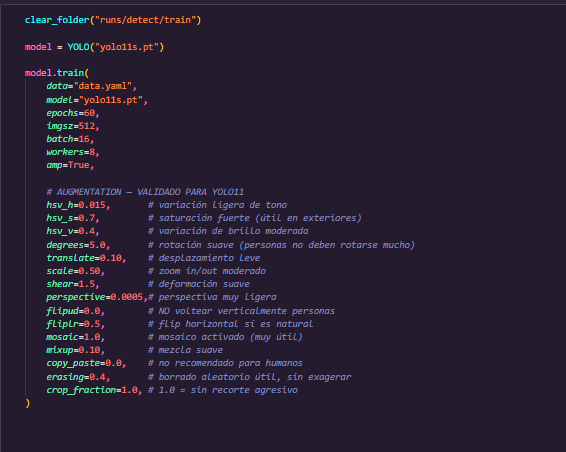 clear_folder("runs/detect/train")
model = YOLO("yolo11s.pt")
model.train(
data="data.yaml",
model="yolo11s.pt",
epochs=60,
imgsz=512,
batch=16,
workers=8,
amp=True,
# AUGMENTATION — VALIDADO PARA YOLO11
hsv_h=0.015, # variación ligera de tono
hsv_s=0.7, # saturación fuerte (útil en exteriores)
hsv_v=0.4, # variación de brillo moderada
degrees=5.0, # rotación suave (personas no deben rotarse mucho)
translate=0.10, # desplazamiento leve
scale=0.50, # zoom in/out moderado
shear=1.5, # deformación suave
perspective=0.0005,# perspectiva muy ligera
flipud=0.0, # NO voltear verticalmente personas
fliplr=0.5, # flip horizontal sí es natural
mosaic=1.0, # mosaico activado (muy útil)
mixup=0.10, # mezcla suave
copy_paste=0.0, # no recomendado para humanos
erasing=0.4, # borrado aleatorio útil, sin exagerar
crop_fraction=1.0, # 1.0 = sin recorte agresivo
)